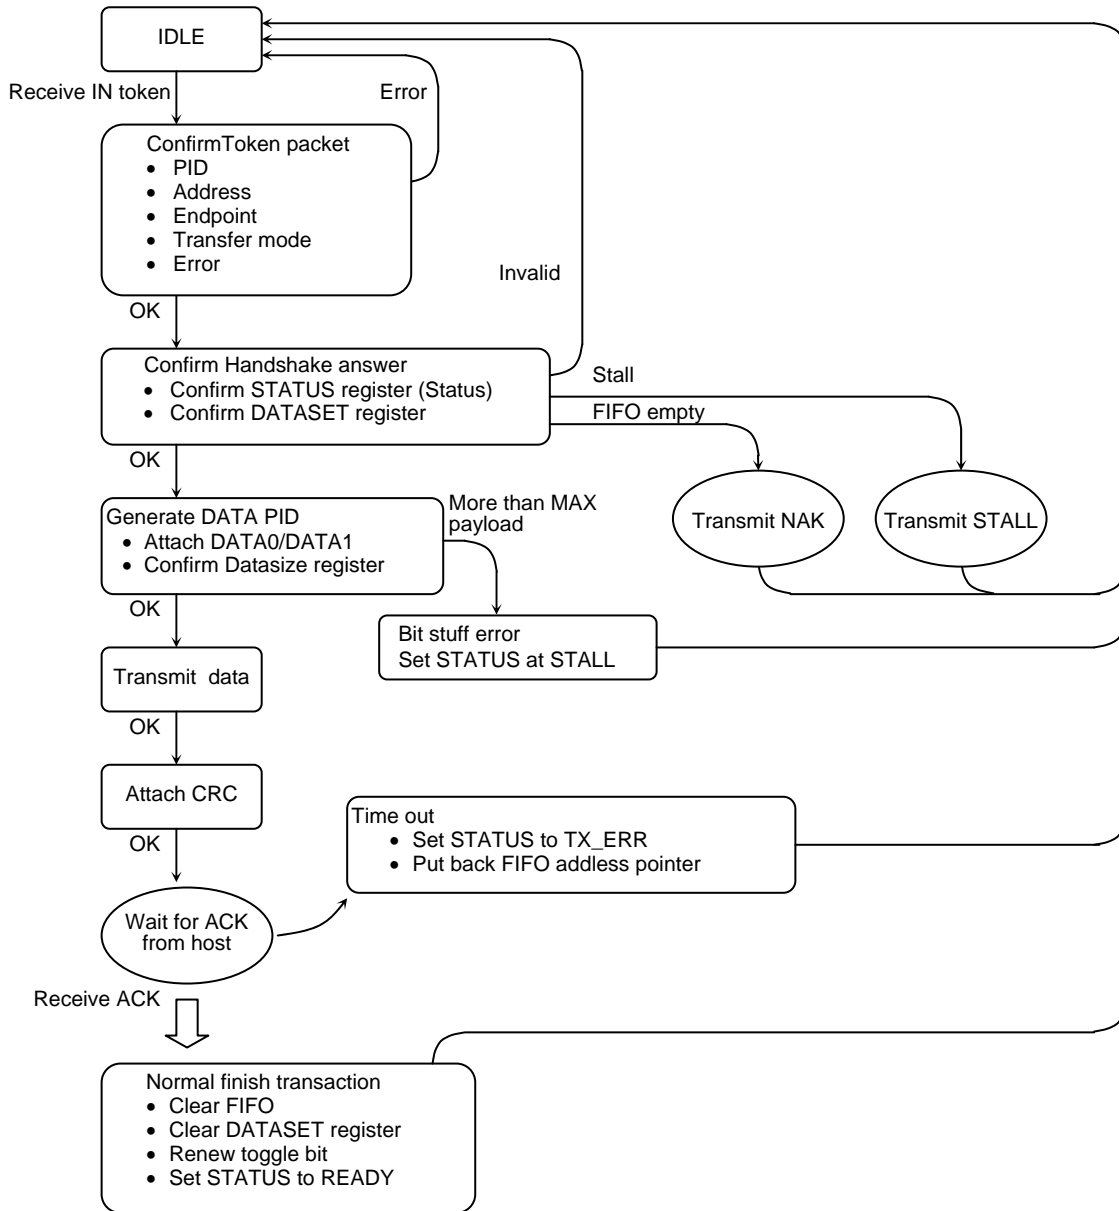 IDLE
Receive IN token
Error
ConfirmToken packet
• PID
• Address
• Endpoint
• Transfer mode
• Error
Invalid
OK
Confirm Handshake answer
• Confirm STATUS register (Status)
• Confirm DATASET register
Stall
FIFO empty
OK
Generate DATA PID
• Attach DATA0/DATA1
• Confirm Datasize register
More than MAX
payload
Transmit NAK
Transmit STALL
OK
Bit stuff error
Set STATUS at STALL
Transmit data
OK
Attach CRC
OK
Time out
• Set STATUS to TX_ERR
• Put back FIFO addless pointer
Wait for ACK
from host
Receive ACK
Normal finish transaction
• Clear FIFO
• Clear DATASET register
• Renew toggle bit
• Set STATUS to READY